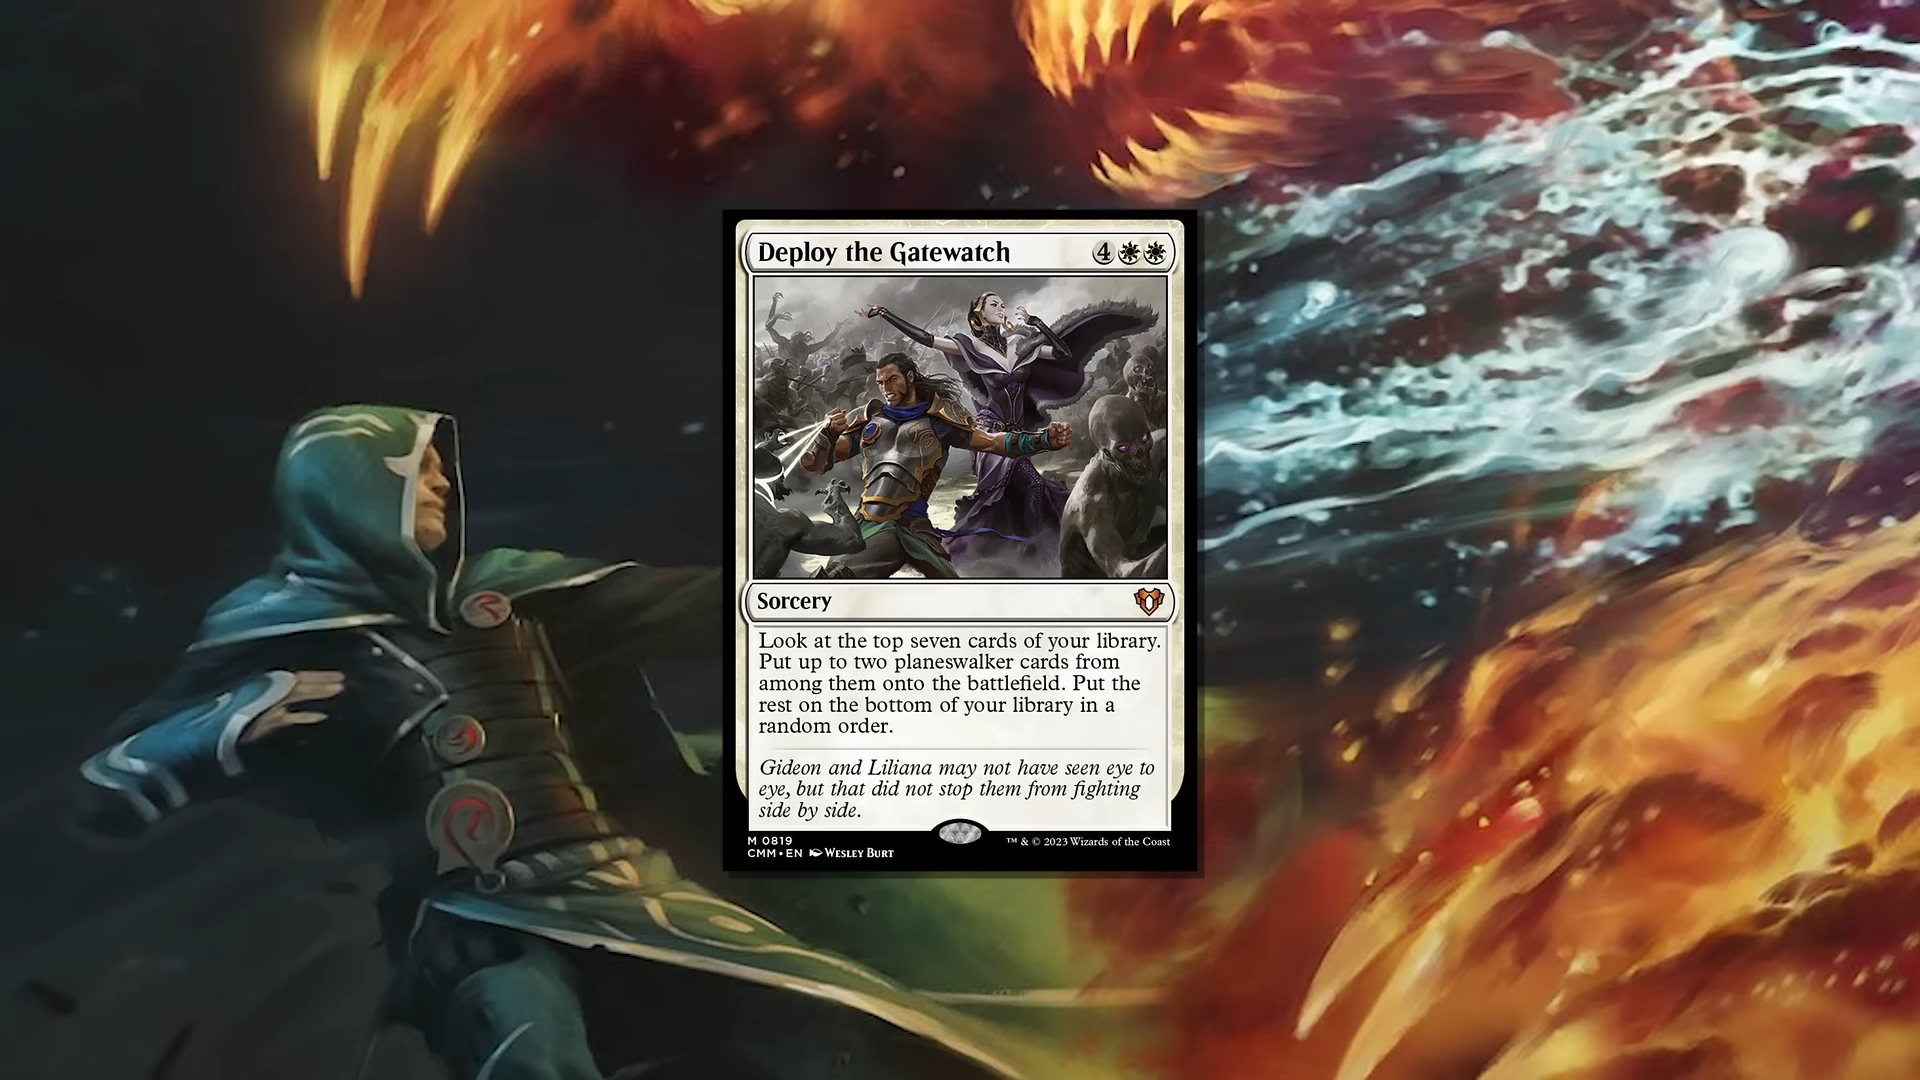 Deploy the Gatewatch 4
Sorcery
Look at the top seven cards of your library.
Put up to two planeswalker cards from
among them onto the battlefield. Put the
rest on the bottom of your library in a
random order.
Gideon and Liliana may not have seen eye to
eye, but that did not stop them from fighting
side by side.
M 0819
CMM • EN Wesley Burt
™ & © 2023 Wizards of the Coast